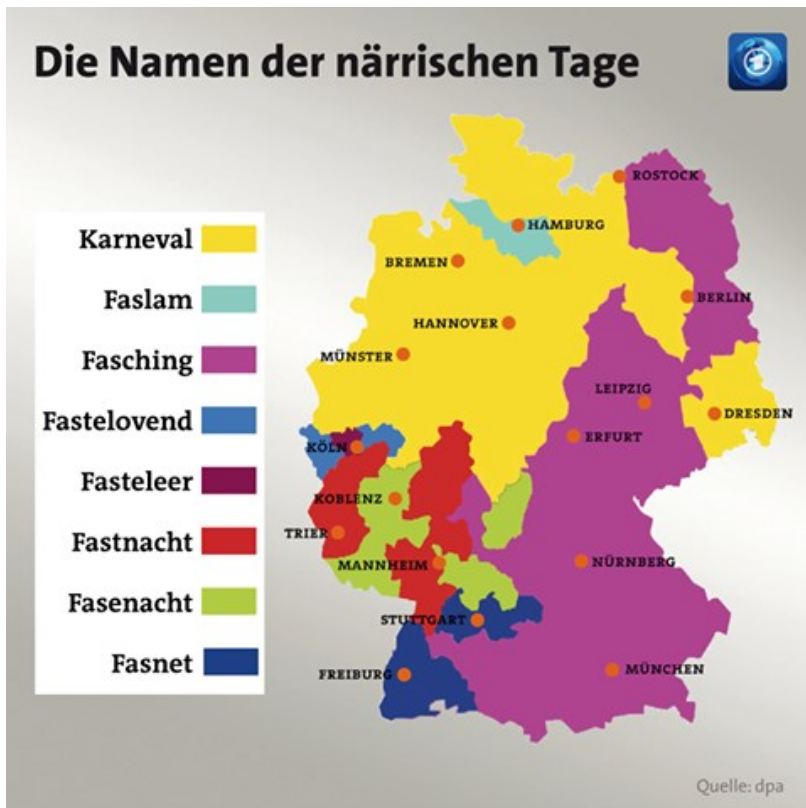 Die Namen der närrischen Tage
Karneval
Faslam
Fasching
Fastelovend
Fasteleer
Fastnacht
Fasenacht
Fasnet
ROSTOCK
HAMBURG
BREMEN
BERLIN
HANNOVER
MÜNSTER
LEIPZIG
DRESDEN
ERFURT
KÖLN
KOBLENZ
TRIER
MANNHEIM
NÜRNBERG
STUTTGART
FREIBURG
MÜNCHEN
Quelle: dpa